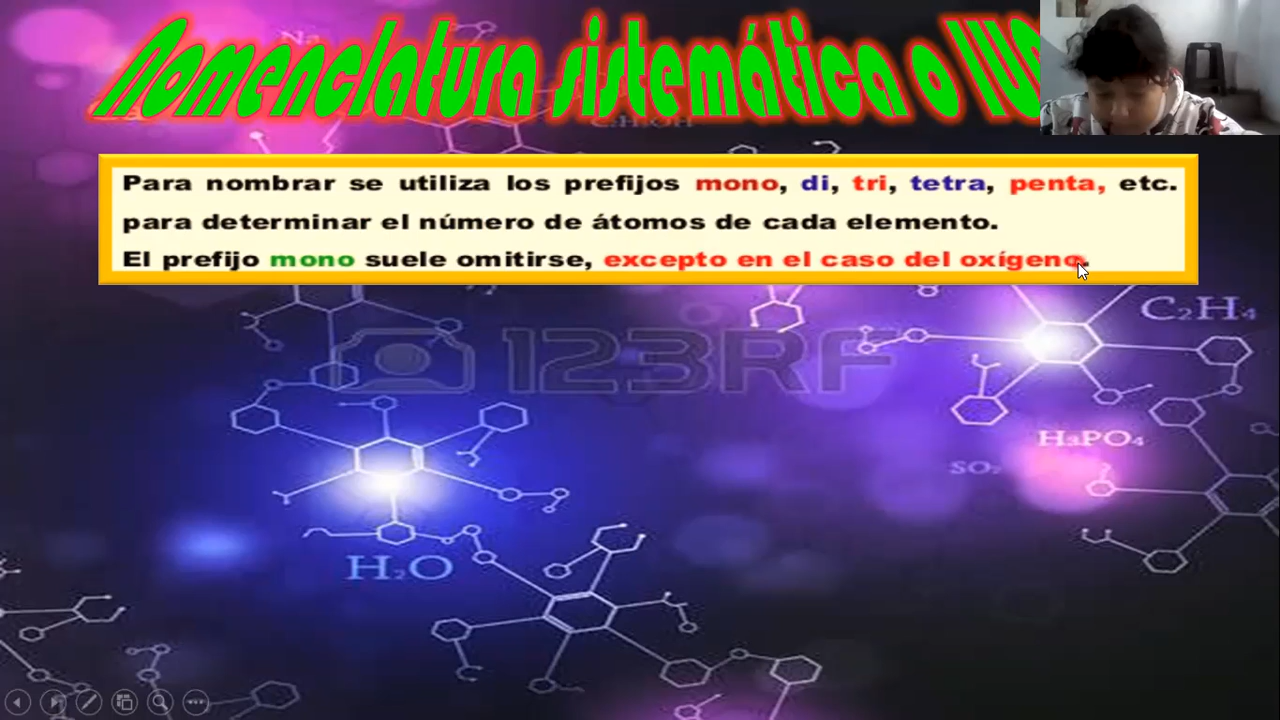 Nomenclatura sistemática o IU
Para nombrar se utiliza los prefijos mono, di, tri, tetra, penta, etc.
para determinar el número de átomos de cada elemento.
El prefijo mono suele omitirse, excepto en el caso del oxígeno.
C₂H₄
123RF
H₃PO₄
SO₂
H₂O